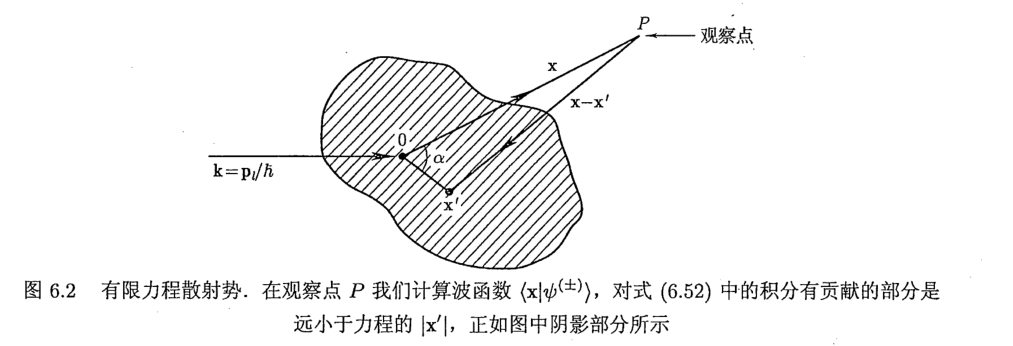 P
观察点
x
x−x′
0
α
k=p_i/ħ
x′
图 6.2 有限力程散射势. 在观察点 P 我们计算波函数 ⟨x|ψ^(±)⟩, 对式 (6.52) 中的积分有贡献的部分是
远小于力程的 |x′|, 正如图中阴影部分所示